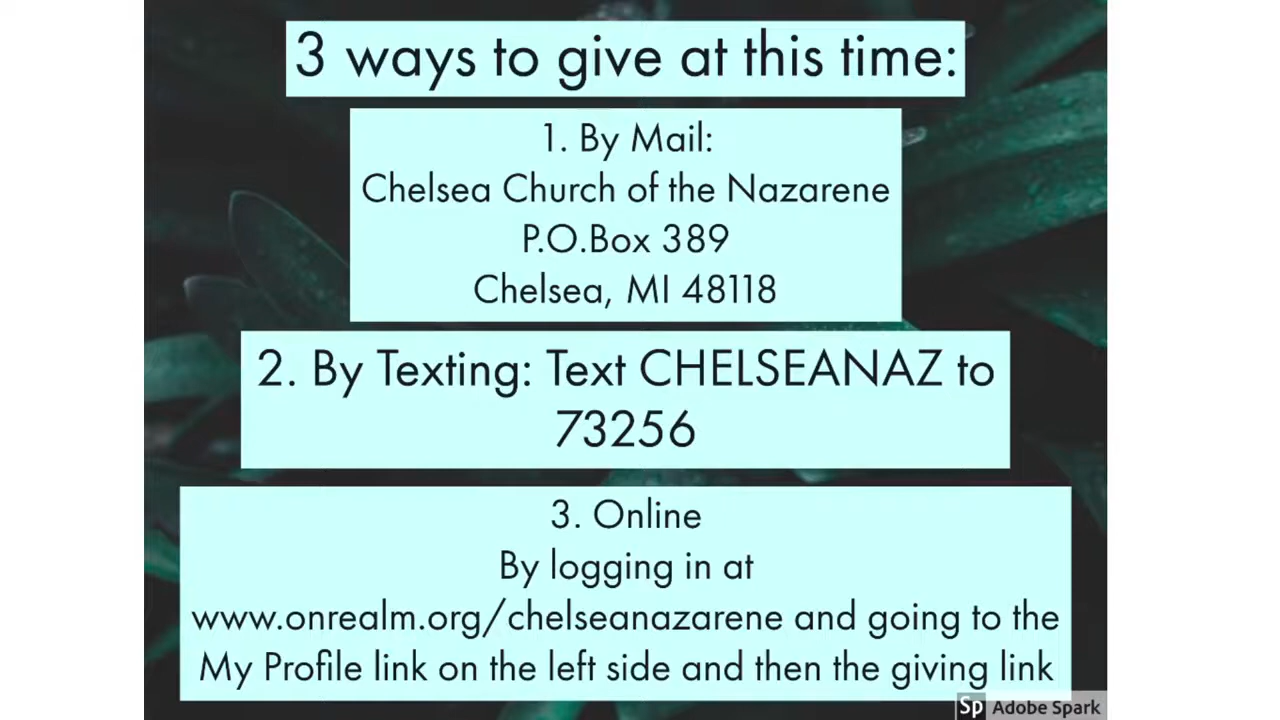 3 ways to give at this time:
1. By Mail:
Chelsea Church of the Nazarene
P.O.Box 389
Chelsea, MI 48118
2. By Texting: Text CHELSEANAZ to
73256
3. Online
By logging in at
www.onrealm.org/chelseanazarene and going to the
My Profile link on the left side and then the giving link
Sp Adobe Spark